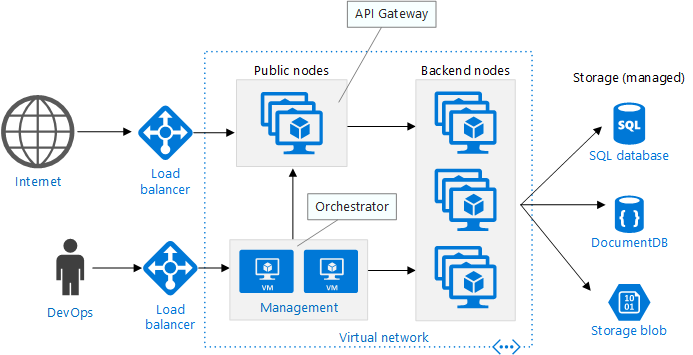 API Gateway
Public nodes
Backend nodes
Storage (managed)
SQL
SQL database
Internet
Load
balancer
Orchestrator
{ }
DocumentDB
VM
VM
Management
DevOps
Load
balancer
10
01
Storage blob
Virtual network